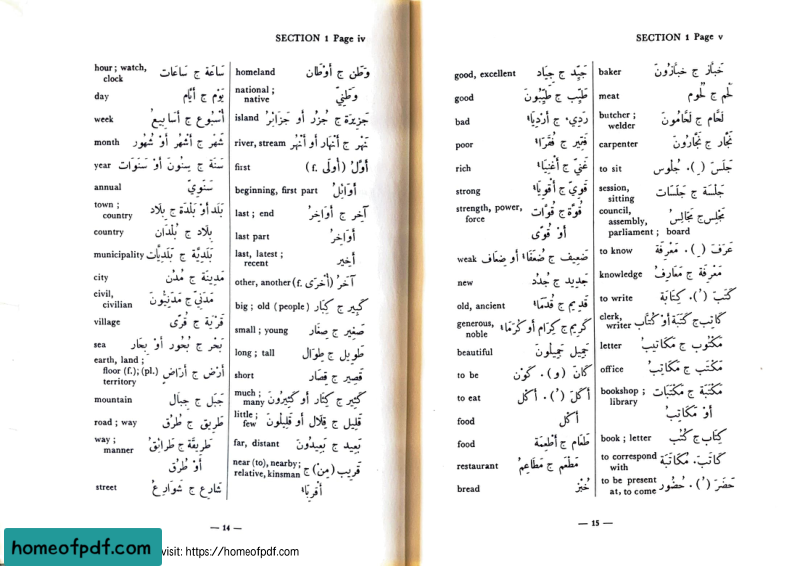 SECTION 1 Page iv
hour ; watch, clock سَاعَة ج سَاعَات
day يَوْم ج أَيَّام
week أُسْبُوع ج أَسَابِيعُ
month شَهْر ج أَشْهُر أَوْ شُهُور
year سَنَة ج سِنُونَ أَوْ سَنَوَات
annual سَنَوِيّ
town ; country بَلَد أَوْ بَلْدَة ج بِلَاد
country بِلَاد ج بُلْدَان
municipality بَلَدِيَّة ج بَلَدِيَّات
city مَدِينَة ج مُدُن
civil, civilian مَدَنِيّ ج مَدَنِيُّونَ
village قَرْيَة ج قُرًى
sea بَحْر ج بُحُور أَوْ بِحَار
earth, land ; floor (f.); (pl.) territory أَرْض ج أَرَاضٍ
mountain جَبَل ج جِبَال
road ; way طَرِيق ج طُرُق
way ; manner طَرِيقَة ج طَرَائِقُ
أَوْ طُرُق
street شَارِع ج شَوَارِعُ
homeland وَطَن ج أَوْطَان
national ; native وَطَنِيّ
island جَزِيرَة ج جُزُر أَو جَزَائِرُ
river, stream نَهْر ج أَنْهَار أَو أَنْهُر
first أَوَّلُ (أُولَى f.)
beginning, first part أَوَائِلُ
last ; end آخِر ج أَوَاخِرُ
last part أَوَاخِرُ
last, latest ; recent أَخِير
other, another آخَرُ (أُخْرَى f.)
big ; old (people) كَبِير ج كِبَار
small ; young صَغِير ج صِغَار
long ; tall طَوِيل ج طِوَال
short قَصِير ج قِصَار
much ; many كَثِير ج كِثَار أَو كَثِيرُونَ
little ; few قَلِيل ج قِلَال أَو قَلِيلُونَ
far, distant بَعِيد ج بَعِيدُونَ
near (to), nearby ; relative, kinsman قَرِيب (مِن) ج
أَقْرِبَاءُ
— 14 —
SECTION 1 Page v
good, excellent جَيِّد ج جِيَاد
good طَيِّب ج طَيِّبُونَ
bad رَدِيء ج أَرْدِيَاءُ
poor فَقِير ج فُقَرَاءُ
rich غَنِيّ ج أَغْنِيَاءُ
strong قَوِيّ ج أَقْوِيَاءُ
strength, power, force قُوَّة ج قُوَّات
أَوْ قُوًى
weak ضَعِيف ج ضُعَفَاءُ أَو ضِعَاف
new جَدِيد ج جُدُد
old, ancient قَدِيم ج قُدَمَاءُ
generous, noble كَرِيم ج كِرَام أَو كُرَمَاءُ
beautiful جَمِيل جَمِيلُونَ
to be كَانَ (و). كَوْن
to eat أَكَلَ (ُ). أَكْل
food أَكْل
food طَعَام ج أَطْعِمَة
restaurant مَطْعَم ج مَطَاعِمُ
bread خُبْز
baker خَبَّاز ج خَبَّازُونَ
meat لَحْم ج لُحُوم
butcher ; welder لَحَّام ج لَحَّامُونَ
carpenter نَجَّار ج نَجَّارُونَ
to sit جَلَسَ (ِ). جُلُوس
session, sitting جَلْسَة ج جَلَسَات
council, assembly, parliament ; board مَجْلِس ج مَجَالِسُ
to know عَرَفَ (ِ). مَعْرِفَة
knowledge مَعْرِفَة ج مَعَارِفُ
to write كَتَبَ (ُ). كِتَابَة
clerk, writer كَاتِب ج كَتَبَة أَوْ كُتَّاب
letter مَكْتُوب ج مَكَاتِيبُ
office مَكْتَب ج مَكَاتِبُ
bookshop ; library مَكْتَبَة ج مَكْتَبَات
أَوْ مَكَاتِبُ
book ; letter كِتَاب ج كُتُب
to correspond with كَاتَبَ. مُكَاتَبَة
to be present at, to come حَضَرَ (ُ). حُضُور
— 15 —
homeofpdf.com
visit: https://homeofpdf.com